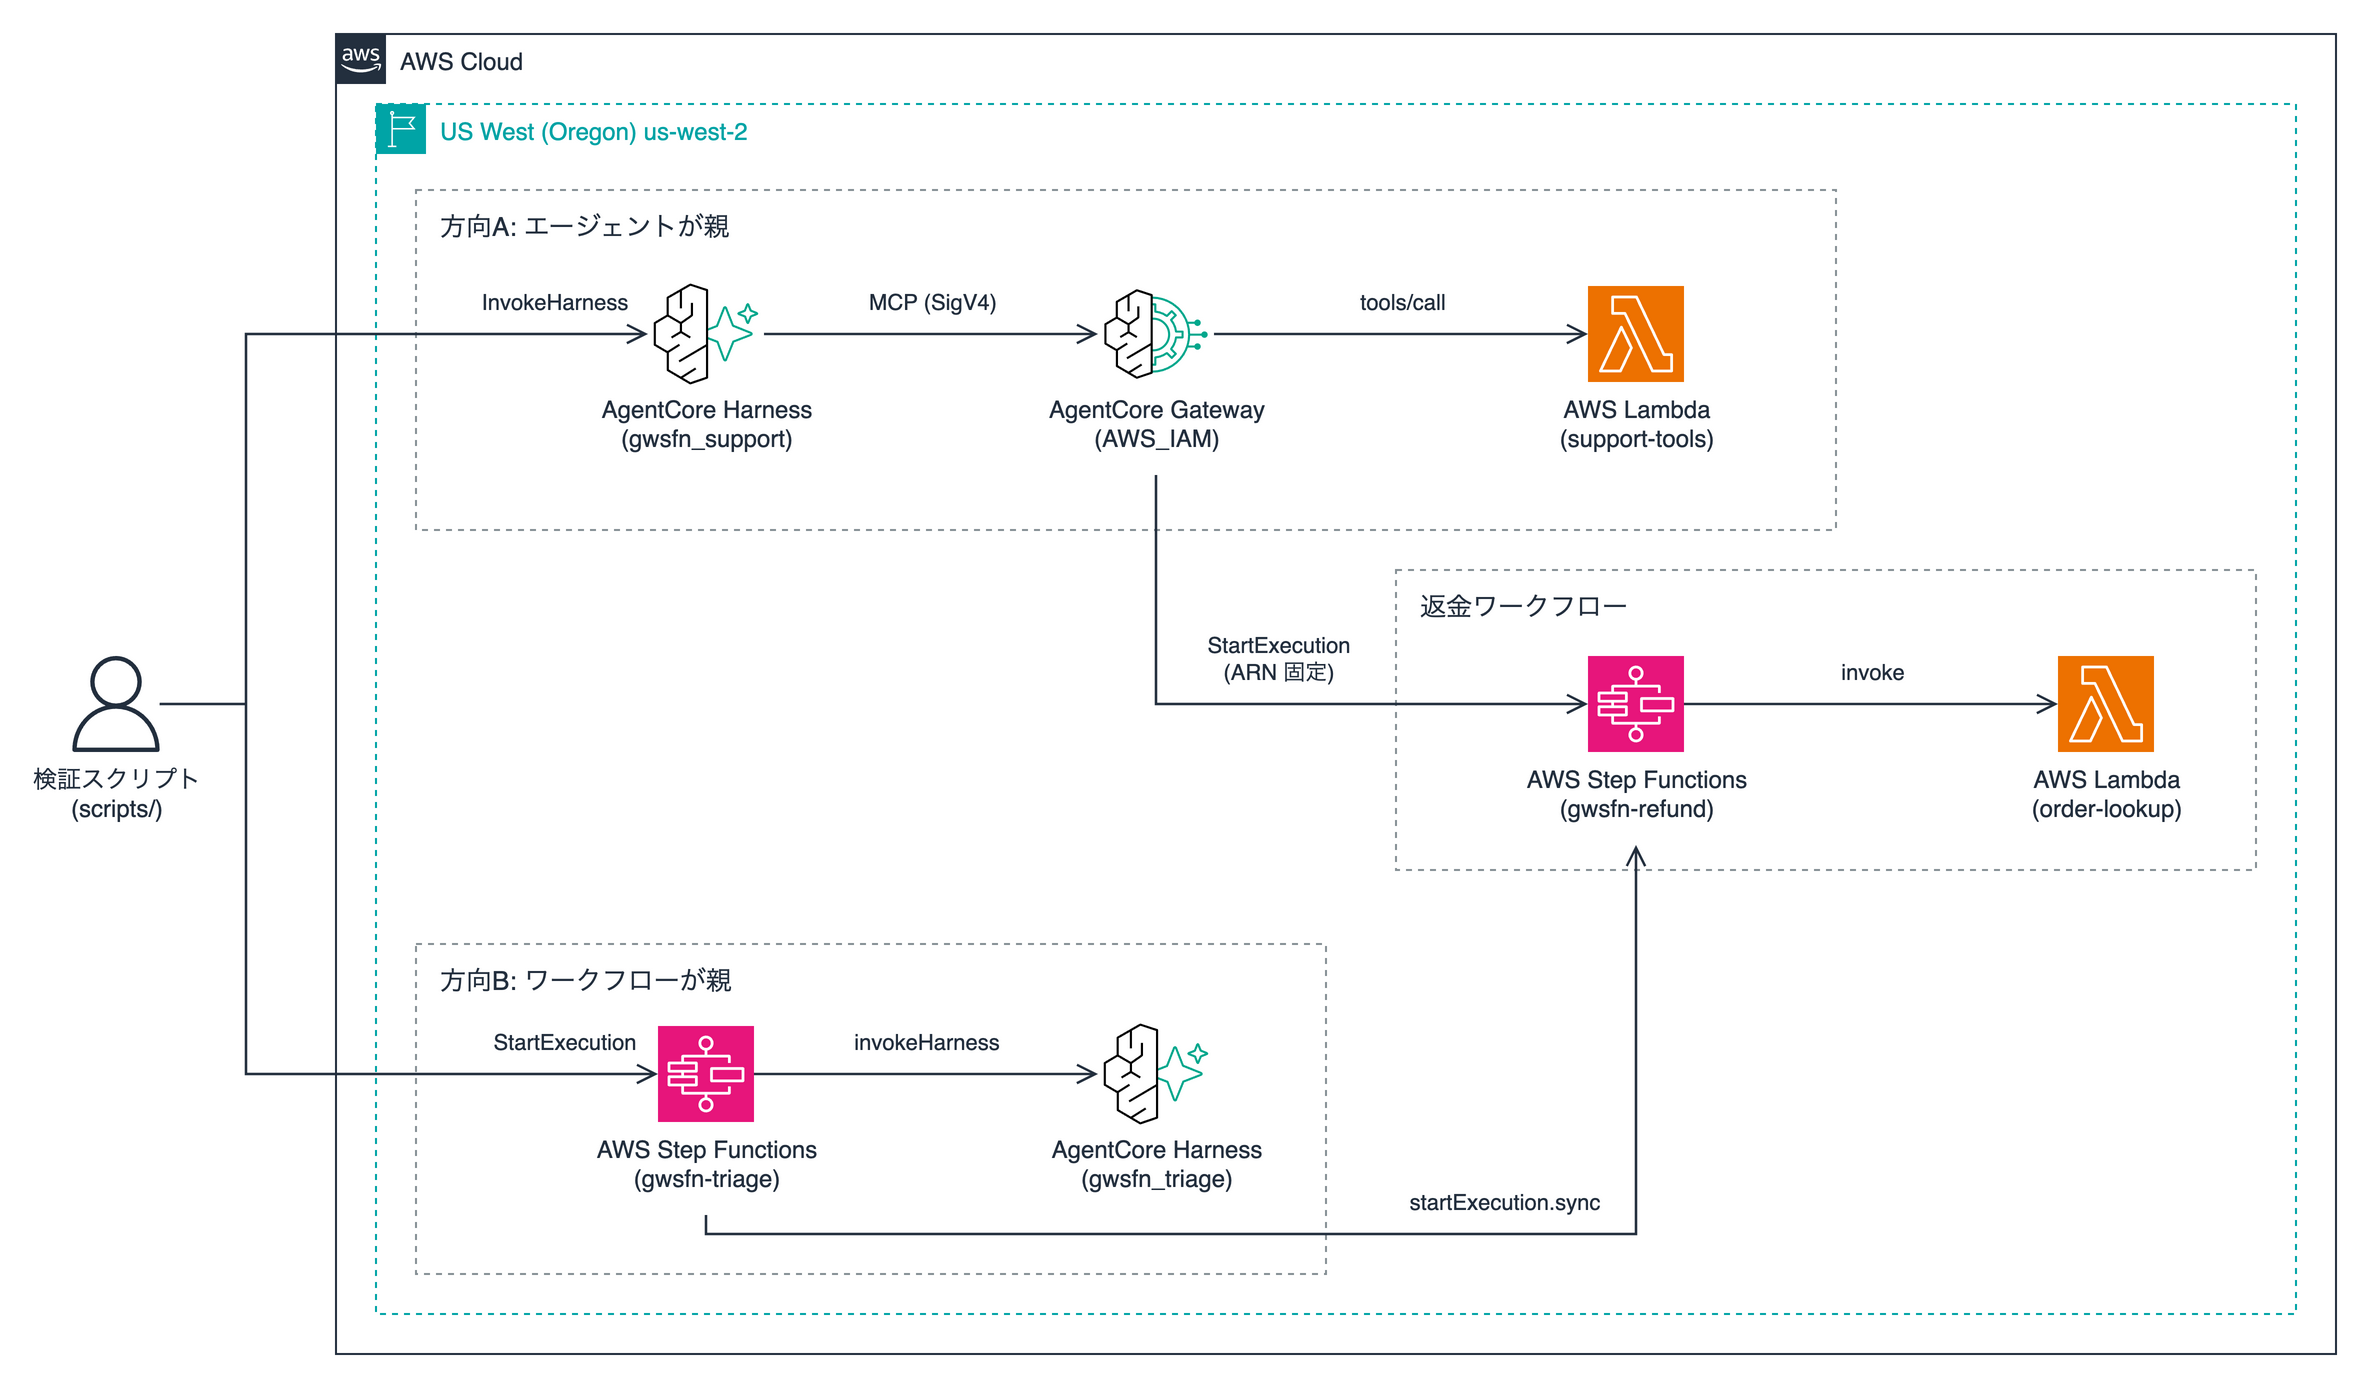 aws
AWS Cloud
US West (Oregon) us-west-2
方向A: エージェントが親
InvokeHarness
MCP (SigV4)
tools/call
AgentCore Harness
(gwsfn_support)
AgentCore Gateway
(AWS_IAM)
AWS Lambda
(support-tools)
返金ワークフロー
StartExecution
(ARN 固定)
invoke
AWS Step Functions
(gwsfn-refund)
AWS Lambda
(order-lookup)
検証スクリプト
(scripts/)
方向B: ワークフローが親
StartExecution
invokeHarness
AWS Step Functions
(gwsfn-triage)
AgentCore Harness
(gwsfn_triage)
startExecution.sync